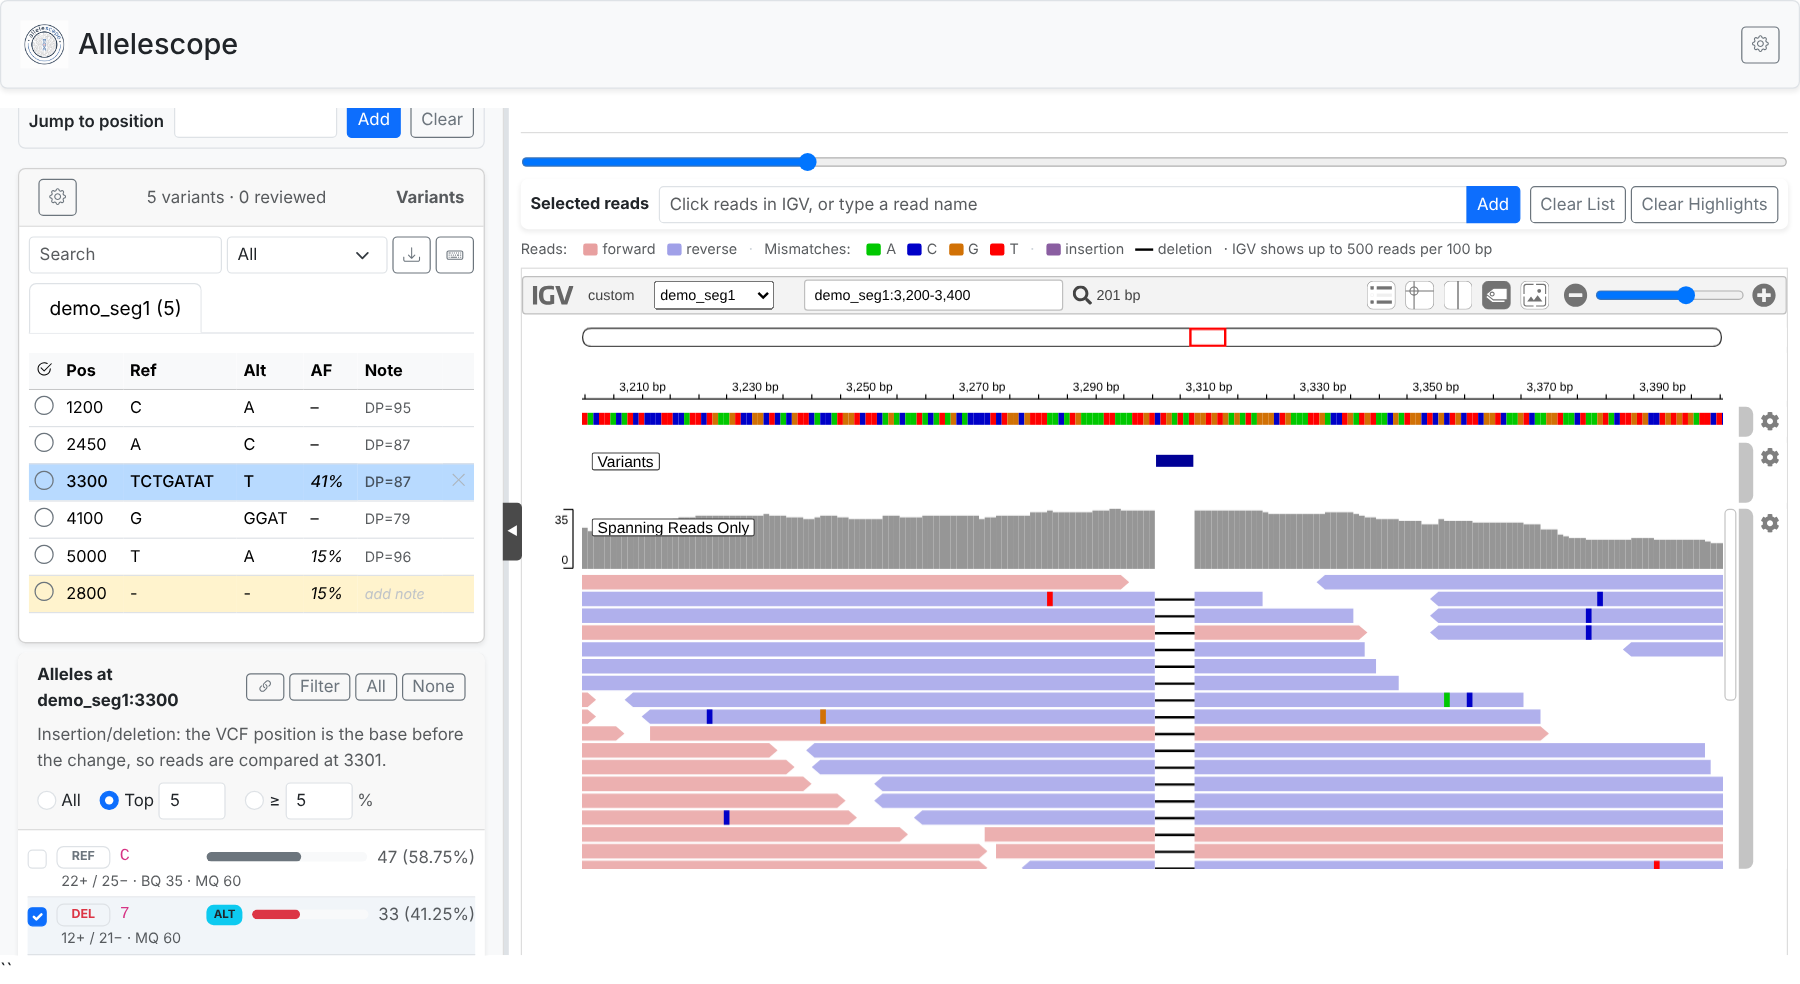 Allelescope
Jump to position Add Clear
5 variants · 0 reviewed Variants
Search All
demo_seg1 (5)
Pos Ref Alt AF Note
1200 C A – DP=95
2450 A C – DP=87
3300 TCTGATAT T 41% DP=87
4100 G GGAT – DP=79
5000 T A 15% DP=96
2800 - - 15% add note
Alleles at
demo_seg1:3300
Filter All None
Insertion/deletion: the VCF position is the base before
the change, so reads are compared at 3301.
All Top 5 ≥ 5 %
REF C 47 (58.75%)
22+ / 25− · BQ 35 · MQ 60
DEL 7 ALT 33 (41.25%)
12+ / 21− · MQ 60
``
Selected reads Click reads in IGV, or type a read name Add Clear List Clear Highlights
Reads: forward reverse · Mismatches: A C G T · insertion deletion · IGV shows up to 500 reads per 100 bp
IGV custom demo_seg1 demo_seg1:3,200-3,400 201 bp
3,210 bp 3,230 bp 3,250 bp 3,270 bp 3,290 bp 3,310 bp 3,330 bp 3,350 bp 3,370 bp 3,390 bp
Variants
35
Spanning Reads Only
0